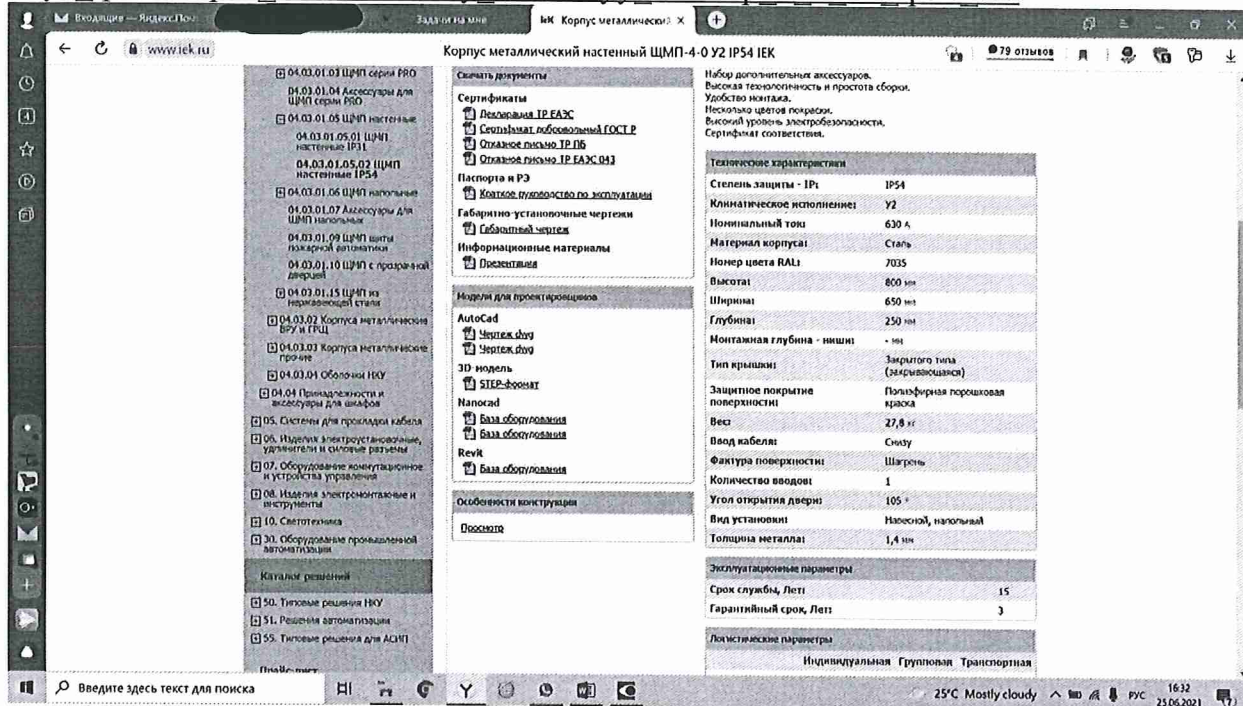 Входящие — Яндекс.Поч
Задачи на мне
iek Корпус металлический
www.iek.ru
Корпус металлический настенный ЩМП-4-0 У2 IP54 IEK
79 отзывов
04.03.01.03 ЩМП серии PRO
04.03.01.04 Аксессуары для
ЩМП серии PRO
04.03.01.05 ЩМП настенные
04.03.01.05.01 ЩМП
настенные IP31
04.03.01.05.02 ЩМП
настенные IP54
04.03.01.06 ЩМП напольные
04.03.01.07 Аксессуары для
ЩМП напольных
04.03.01.09 ЩМП щиты
пожарной автоматики
04.03.01.10 ЩМП с прозрачной
дверцей
04.03.01.15 ЩМП из
нержавеющей стали
04.03.02 Корпуса металлические
ВРУ и ГРЩ
04.03.03 Корпуса металлические
прочие
04.03.04 Оболочки НКУ
04.04 Принадлежности и
аксессуары для шкафов
05. Системы для прокладки кабеля
06. Изделия электроустановочные,
удлинители и силовые разъемы
07. Оборудование коммутационное
и устройства управления
08. Изделия электромонтажные и
инструменты
10. Светотехника
30. Оборудование промышленной
автоматизации
Каталог решений
50. Типовые решения НКУ
51. Решения автоматизации
55. Типовые решения для АСИП
Прайс-лист
Скачать документы
Сертификаты
Декларация ТР ЕАЭС
Сертификат добровольный ГОСТ Р
Отказное письмо ТР ПБ
Отказное письмо ТР ЕАЭС 043
Паспорта и РЭ
Краткое руководство по эксплуатации
Габаритно-установочные чертежи
Габаритный чертеж
Информационные материалы
Презентация
Модели для проектировщиков
AutoCad
Чертеж dwg
Чертеж dwg
3D-модель
STEP-формат
Nanocad
База оборудования
База оборудования
Revit
База оборудования
Особенности конструкции
Просмотр
Набор дополнительных аксессуаров.
Высокая технологичность и простота сборки.
Удобство монтажа.
Несколько цветов покраски.
Высокий уровень электробезопасности.
Сертификат соответствия.
Технические характеристики
Степень защиты - IP: IP54
Климатическое исполнение: У2
Номинальный ток: 630 А
Материал корпуса: Сталь
Номер цвета RAL: 7035
Высота: 800 мм
Ширина: 650 мм
Глубина: 250 мм
Монтажная глубина - ниши: - мм
Тип крышки: Закрытого типа
(закрывающаяся)
Защитное покрытие поверхности: Полиэфирная порошковая
краска
Вес: 27,8 кг
Ввод кабеля: Снизу
Фактура поверхности: Шагрень
Количество вводов: 1
Угол открытия двери: 105 °
Вид установки: Навесной, напольный
Толщина металла: 1,4 мм
Эксплуатационные параметры
Срок службы, Лет: 15
Гарантийный срок, Лет: 3
Логистические параметры
Индивидуальная Групповая Транспортная
Введите здесь текст для поиска
25°C Mostly cloudy
РУС
16:32
25.06.2021